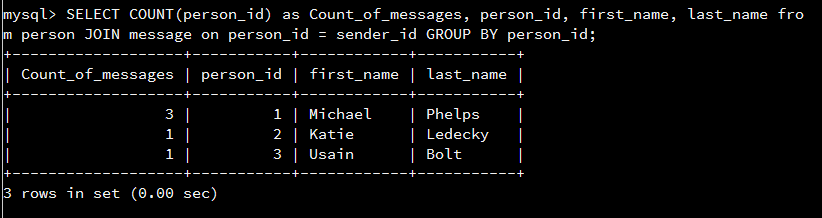 mysql> SELECT COUNT(person_id) as Count_of_messages, person_id, first_name, last_name fro
m person JOIN message on person_id = sender_id GROUP BY person_id;
+-------------------+-----------+------------+-----------+
| Count_of_messages | person_id | first_name | last_name |
+-------------------+-----------+------------+-----------+
|                 3 |         1 | Michael    | Phelps    |
|                 1 |         2 | Katie      | Ledecky   |
|                 1 |         3 | Usain      | Bolt      |
+-------------------+-----------+------------+-----------+
3 rows in set (0.00 sec)